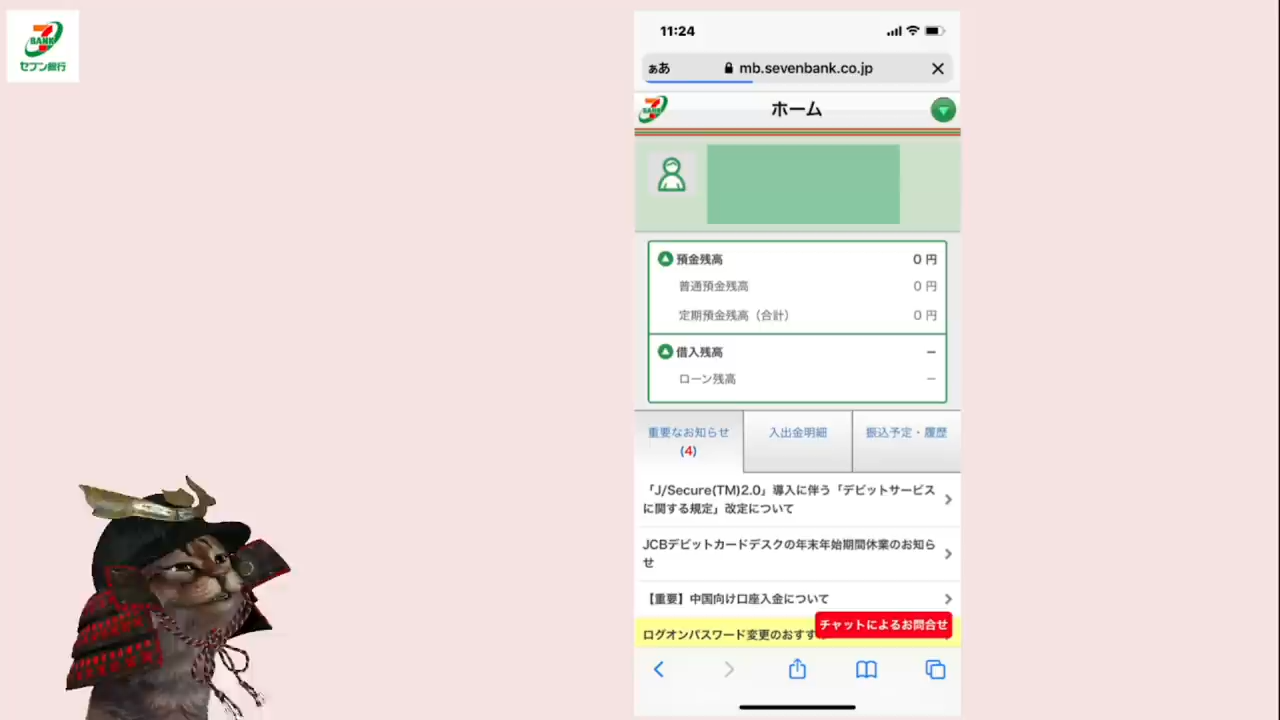 7
BANK
セブン銀行
11:24
ぁあ mb.sevenbank.co.jp
BANK ホーム
預金残高 0 円
普通預金残高 0 円
定期預金残高（合計） 0 円
借入残高 −
ローン残高 −
重要なお知らせ
(4)
入出金明細
振込予定・履歴
「J/Secure(TM)2.0」導入に伴う「デビットサービス
に関する規定」改定について
JCBデビットカードデスクの年末年始期間休業のお知ら
せ
【重要】中国向け口座入金について
ログオンパスワード変更のおすす
チャットによるお問合せ